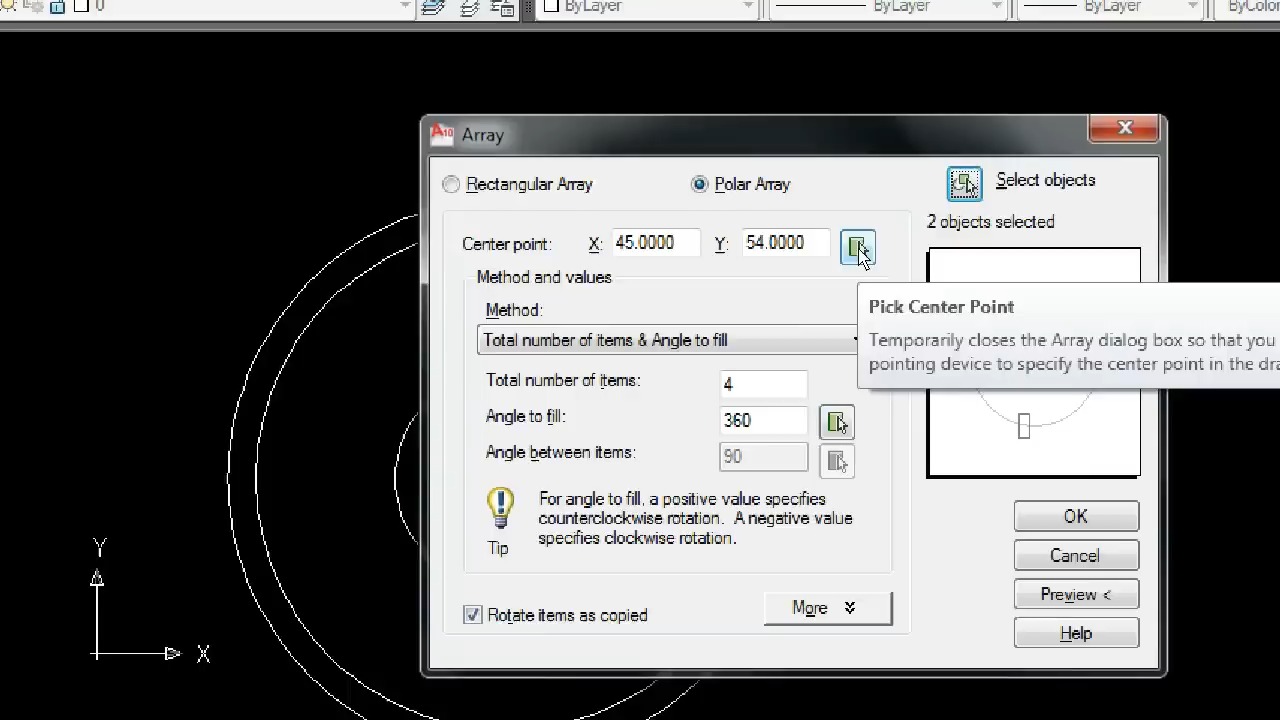 0
ByLayer
ByLayer
ByLayer
ByColor
A10 Array
Rectangular Array
Polar Array
Select objects
2 objects selected
Center point:
X: 45.0000
Y: 54.0000
Method and values
Method:
Total number of items & Angle to fill
Pick Center Point
Temporarily closes the Array dialog box so that you
pointing device to specify the center point in the dra
Total number of items:
4
Angle to fill:
360
Angle between items:
90
For angle to fill, a positive value specifies
counterclockwise rotation. A negative value
specifies clockwise rotation.
Tip
Rotate items as copied
More
OK
Cancel
Preview <
Help
Y
X